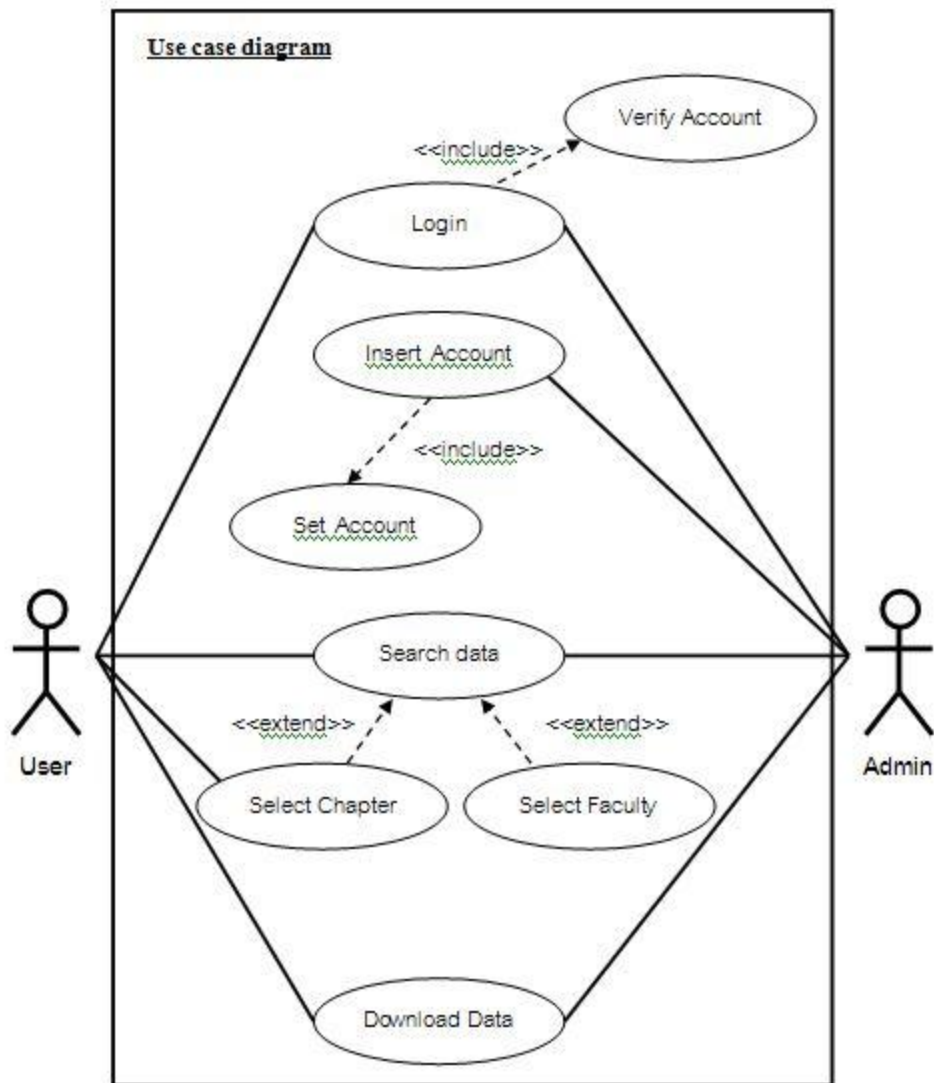 Use case diagram
Verify Account
<<include>>
Login
Insert Account
<<include>>
Set Account
Search data
<<extend>>
<<extend>>
User
Admin
Select Chapter
Select Faculty
Download Data